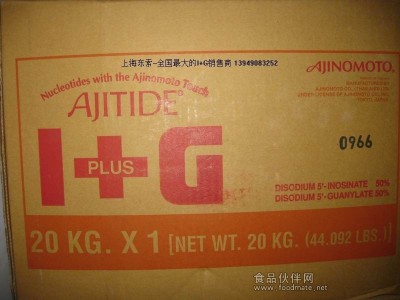 上海东索-全国最大的I+G销售商 13949083252
Nucleotides with the Ajinomoto Touch
AJINOMOTO
AJITIDE®
I PLUS G
0966
DISODIUM 5'-INOSINATE 50%
DISODIUM 5'-GUANYLATE 50%
20 KG. X 1 [NET WT. 20 KG. (44.092 LBS.)]
食品伙伴网
www.foodmate.net